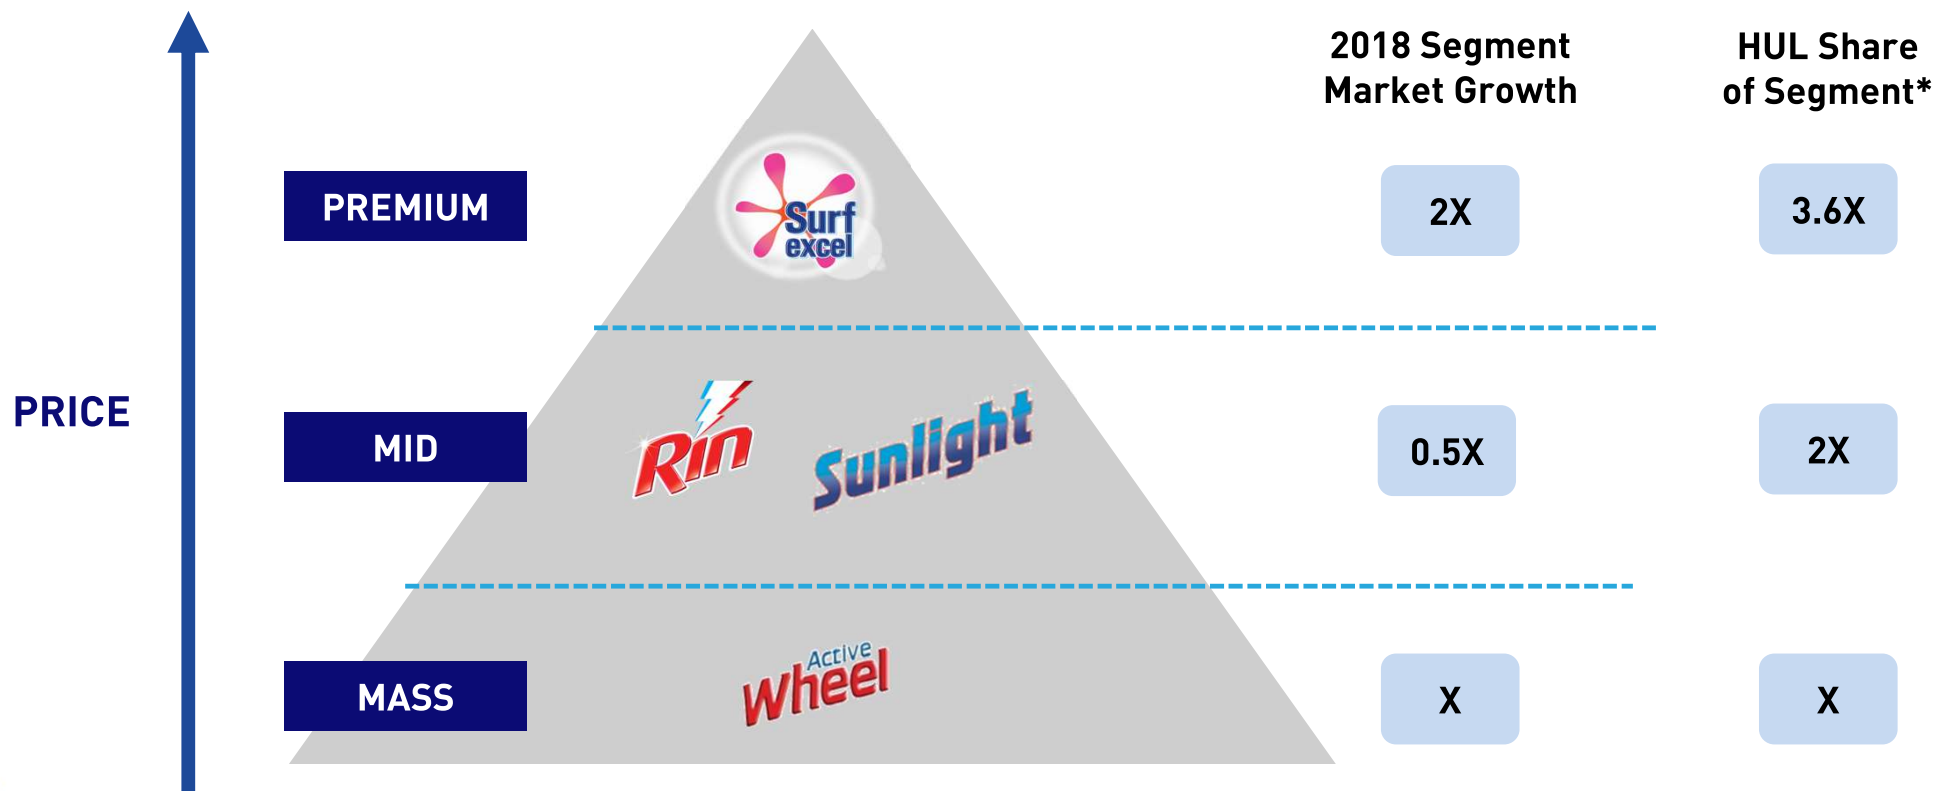 2018 Segment
Market Growth
HUL Share
of Segment*
PREMIUM
Surf
excel
2X
3.6X
PRICE
MID
Rin
Sunlight
0.5X
2X
MASS
Active
Wheel
X
X